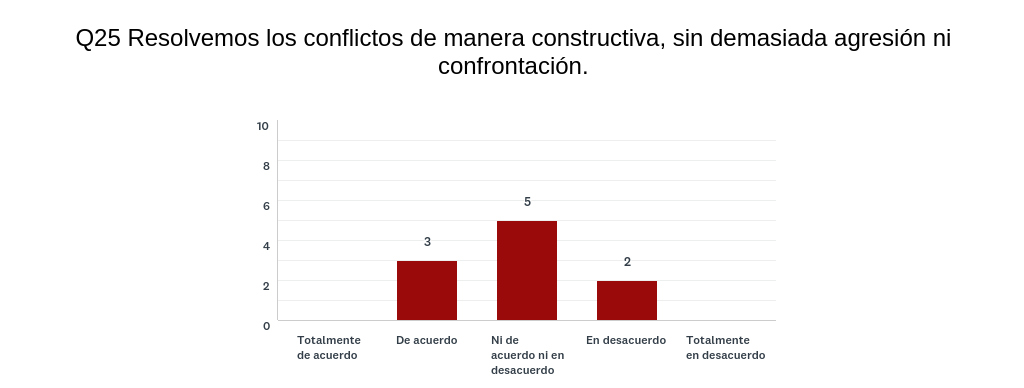 Q25 Resolvemos los conflictos de manera constructiva, sin demasiada agresión ni
confrontación.
10
8
6
4
2
0
3
5
2
Totalmente
de acuerdo
De acuerdo
Ni de
acuerdo ni en
desacuerdo
En desacuerdo
Totalmente
en desacuerdo